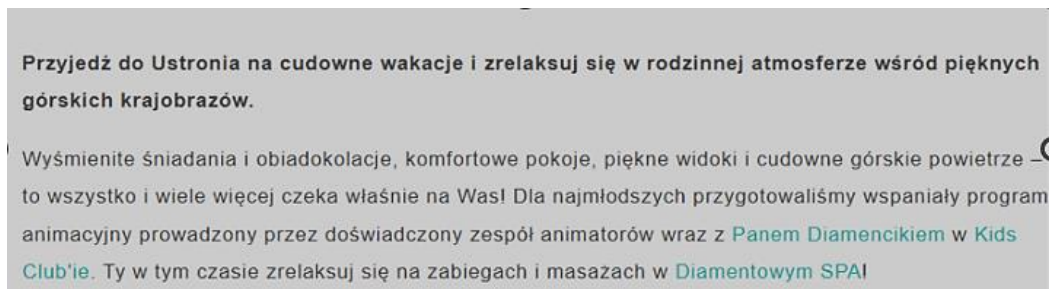 Przyjedź do Ustronia na cudowne wakacje i zrelaksuj się w rodzinnej atmosferze wśród pięknych
górskich krajobrazów.
Wyśmienite śniadania i obiadokolacje, komfortowe pokoje, piękne widoki i cudowne górskie powietrze –
to wszystko i wiele więcej czeka właśnie na Was! Dla najmłodszych przygotowaliśmy wspaniały program
animacyjny prowadzony przez doświadczony zespół animatorów wraz z Panem Diamencikiem w Kids
Club'ie. Ty w tym czasie zrelaksuj się na zabiegach i masażach w Diamentowym SPA!